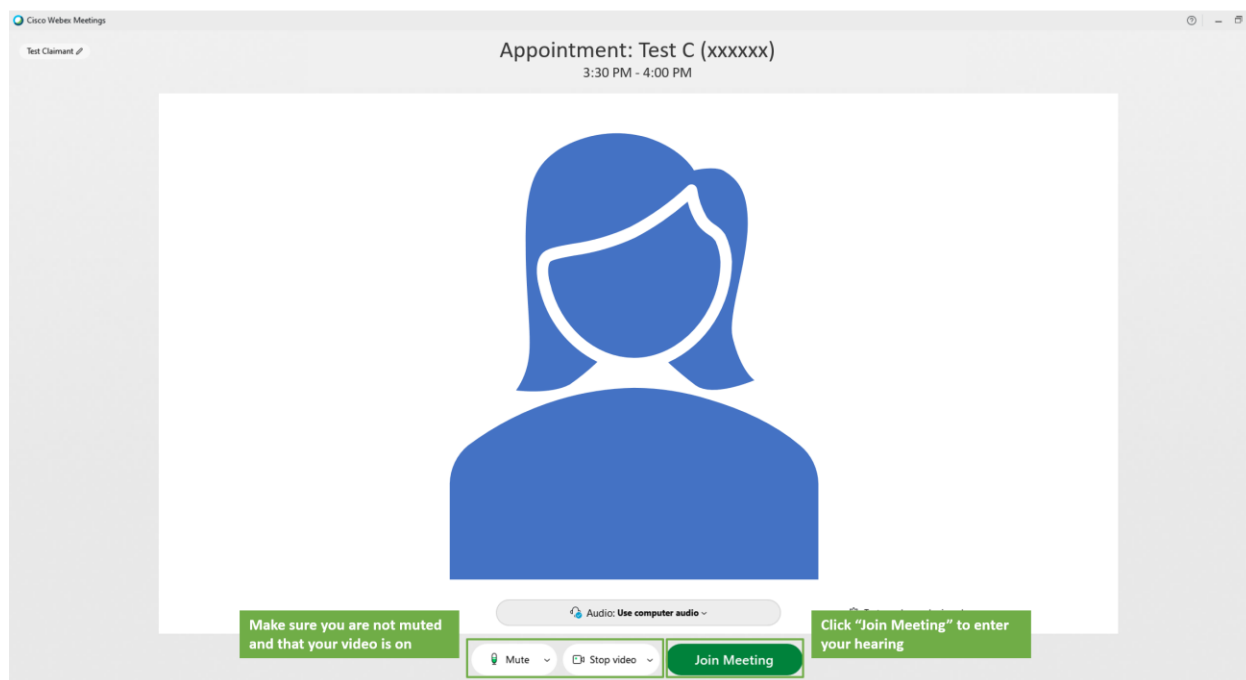 Cisco Webex Meetings
Test Claimant
Appointment: Test C (xxxxxx)
3:30 PM - 4:00 PM
Audio: Use computer audio
Make sure you are not muted
and that your video is on
Click “Join Meeting” to enter
your hearing
Mute
Stop video
Join Meeting